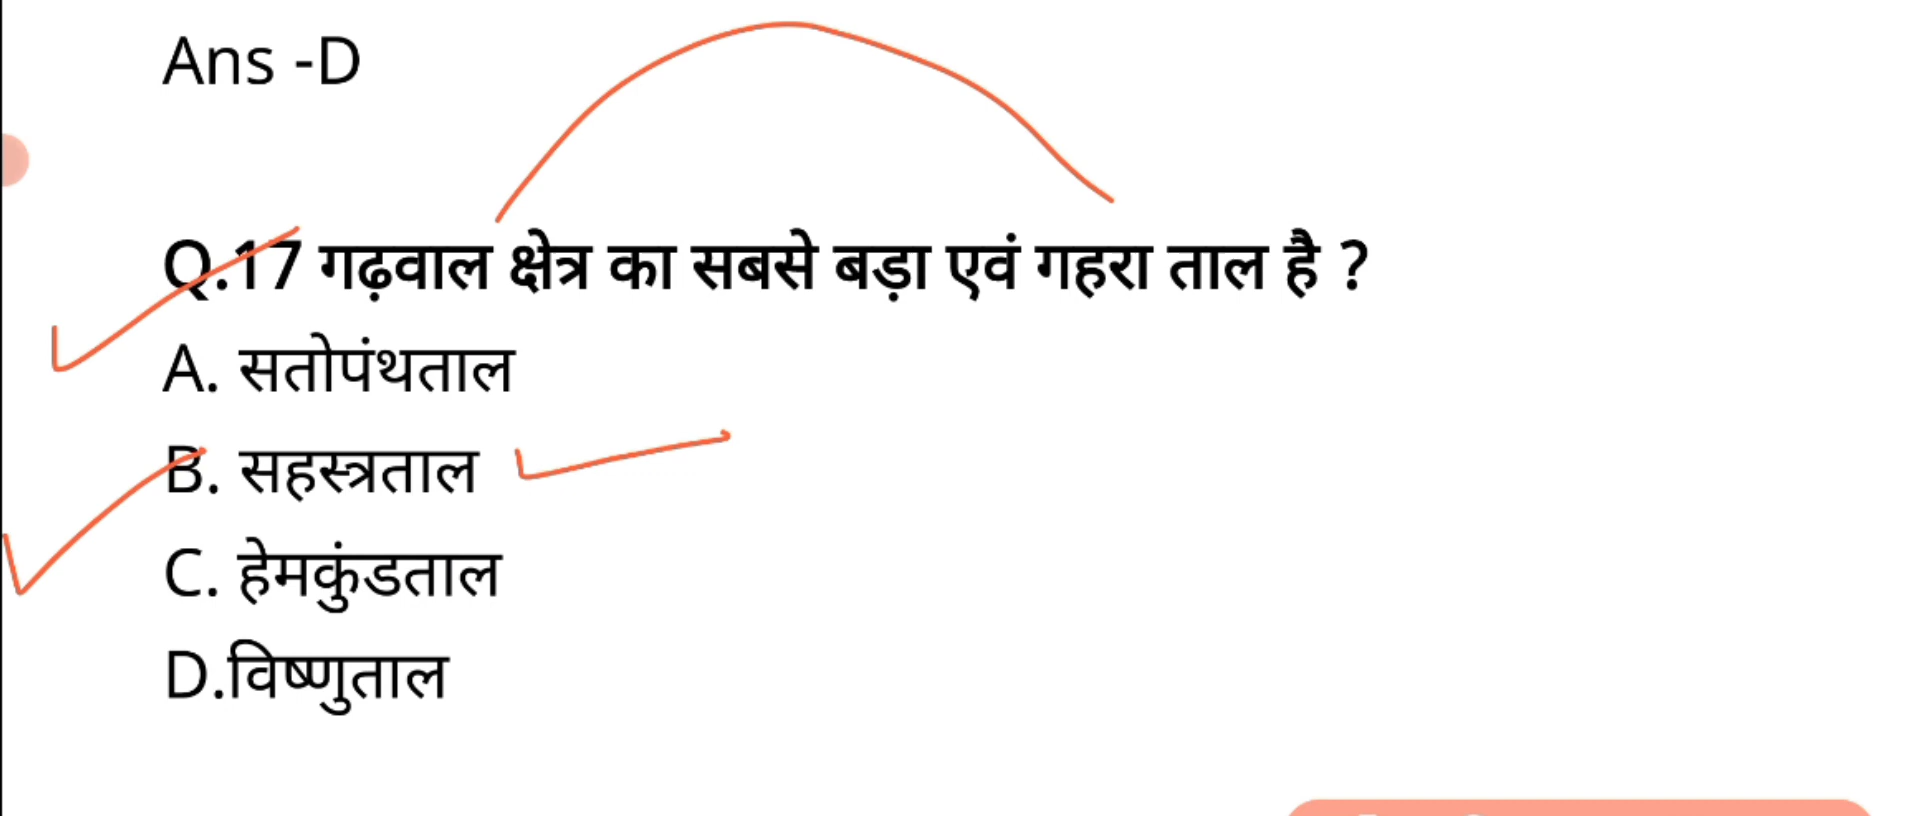 Ans -D
Q.17 गढ़वाल क्षेत्र का सबसे बड़ा एवं गहरा ताल है ?
A. सतोपंथताल
B. सहस्त्रताल
C. हेमकुंडताल
D.विष्णुताल